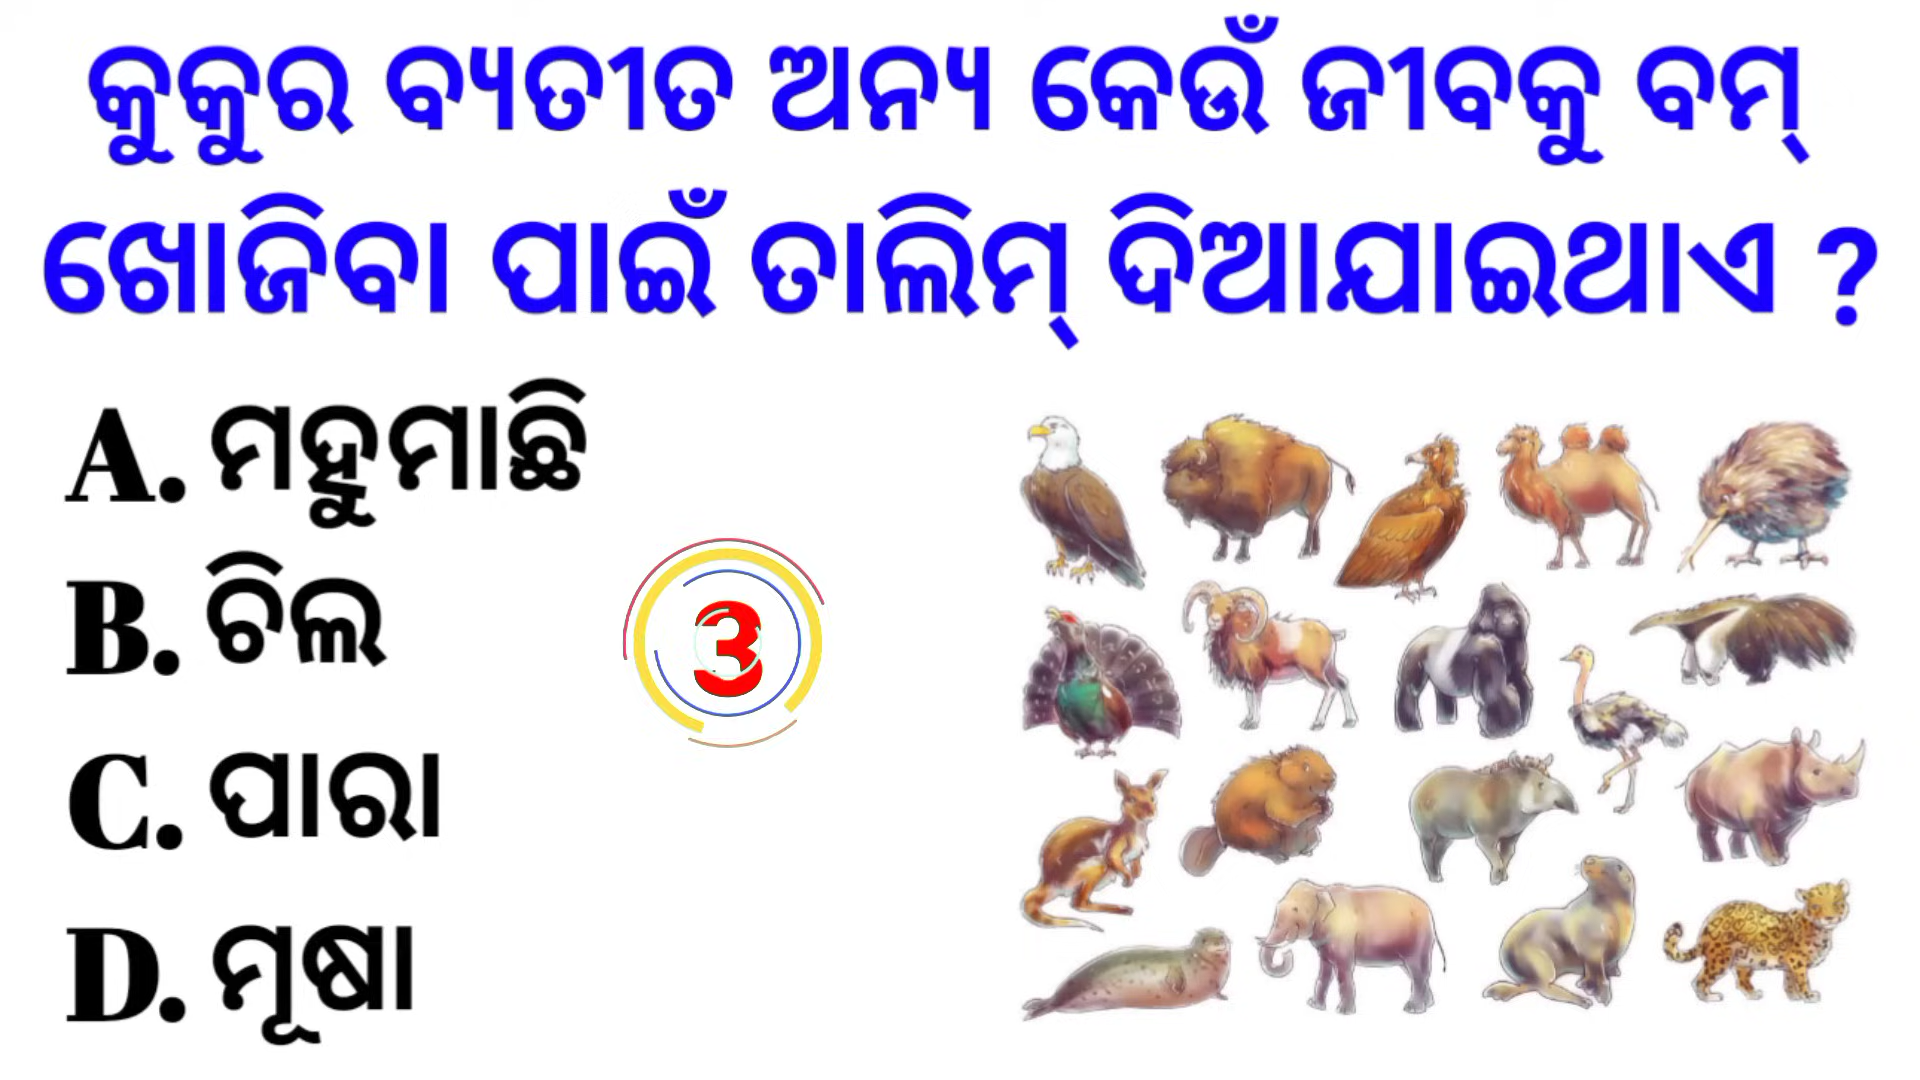 କୁକୁର ବ୍ୟତୀତ ଅନ୍ୟ କେଉଁ ଜୀବକୁ ବମ୍
ଖୋଜିବା ପାଇଁ ତାଲିମ୍ ଦିଆଯାଇଥାଏ ?
A. ମହୁମାଛି
B. ଚିଲ
3
C. ପାରା
D. ମୂଷା